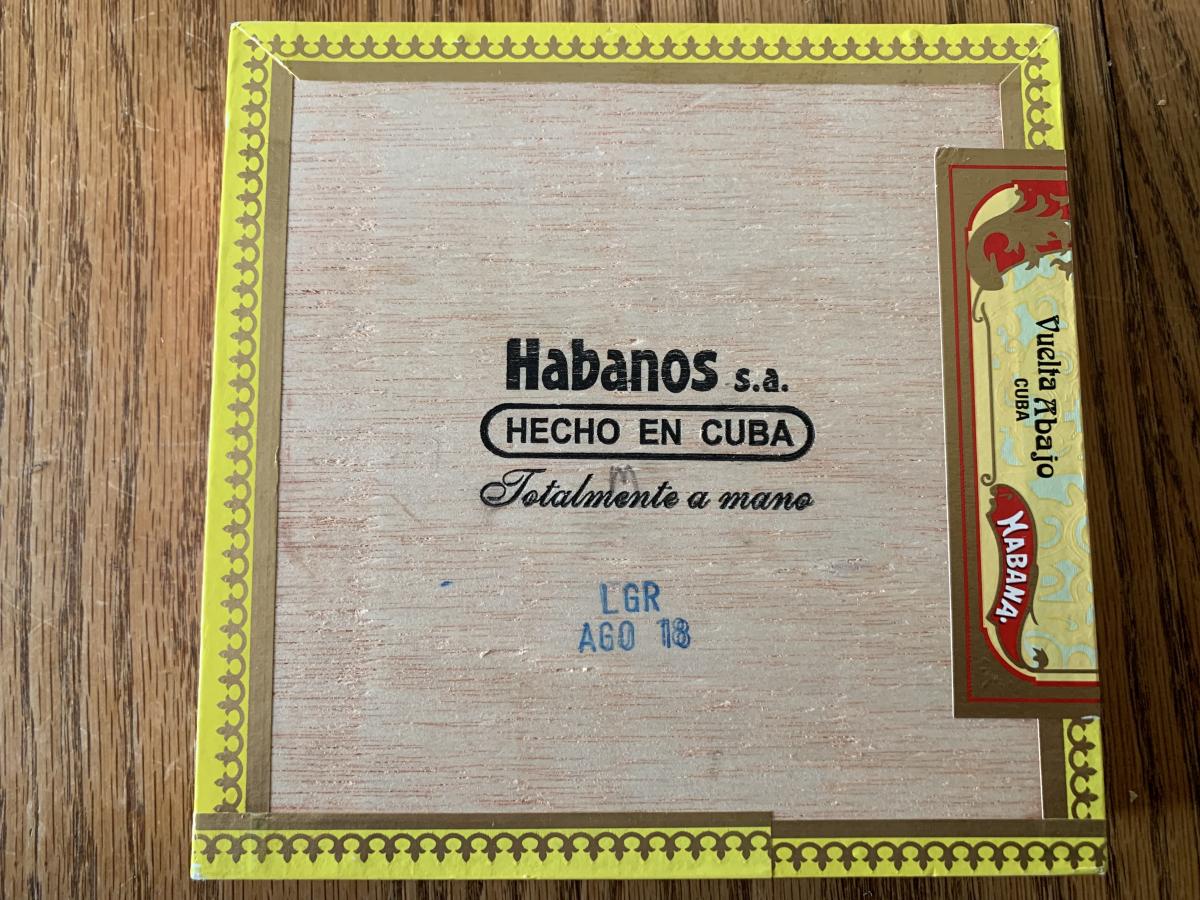 Habanos s.a.
HECHO EN CUBA
Totalmente a mano
M
LGR
AGO 18
Vuelta Abajo
CUBA
HABANA.